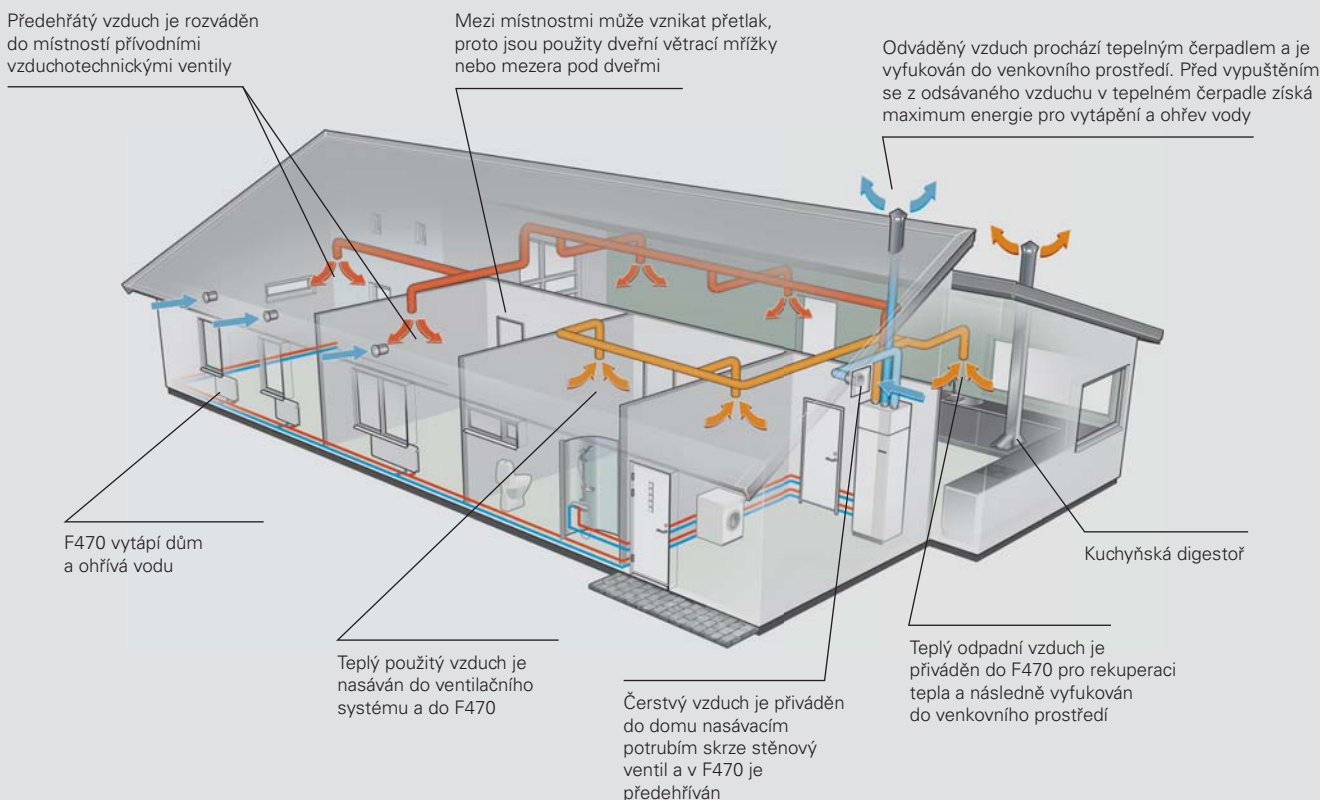 Předehřátý vzduch je rozváděn
do místností přívodními
vzduchotechnickými ventily
Mezi místnostmi může vznikat přetlak,
proto jsou použity dveřní větrací mřížky
nebo mezera pod dveřmi
Odváděný vzduch prochází tepelným čerpadlem a je
vyfukován do venkovního prostředí. Před vypuštěním
se z odsávaného vzduchu v tepelném čerpadle získá
maximum energie pro vytápění a ohřev vody
F470 vytápí dům
a ohřívá vodu
Teplý použitý vzduch je
nasáván do ventilačního
systému a do F470
Čerstvý vzduch je přiváděn
do domu nasávacím
potrubím skrze stěnový
ventil a v F470 je
předehříván
Teplý odpadní vzduch je
přiváděn do F470 pro rekuperaci
tepla a následně vyfukován
do venkovního prostředí
Kuchyňská digestoř